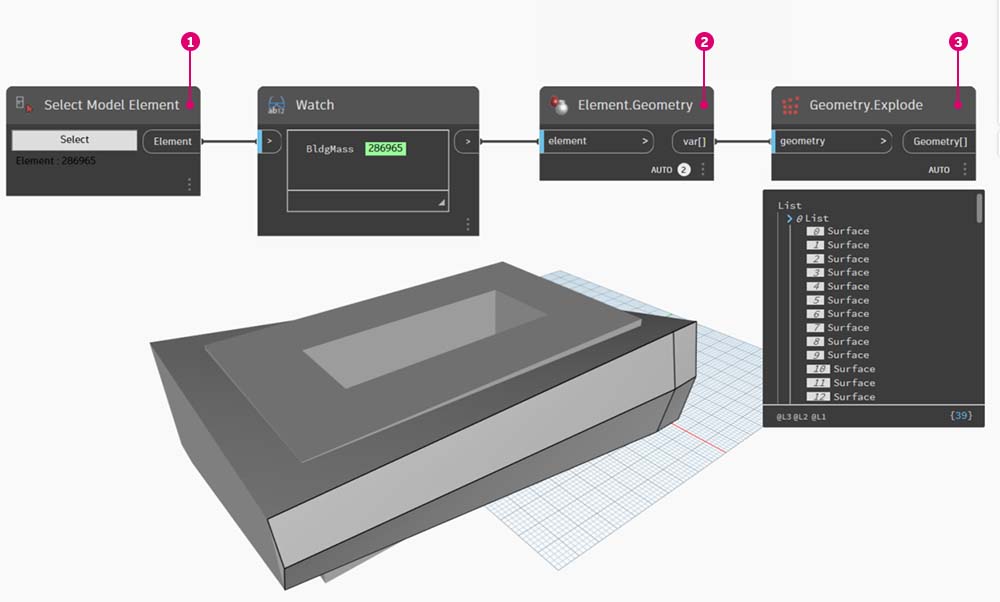 1
2
3
Select Model Element
Select
Element
Element : 286965
Watch
>
BldgMass 286965
>
Element.Geometry
element >
var[]
AUTO 2
Geometry.Explode
geometry >
Geometry[]
AUTO
List
0 List
0 Surface
1 Surface
2 Surface
3 Surface
4 Surface
5 Surface
6 Surface
7 Surface
8 Surface
9 Surface
10 Surface
11 Surface
12 Surface
@L3 @L2 @L1
{39}